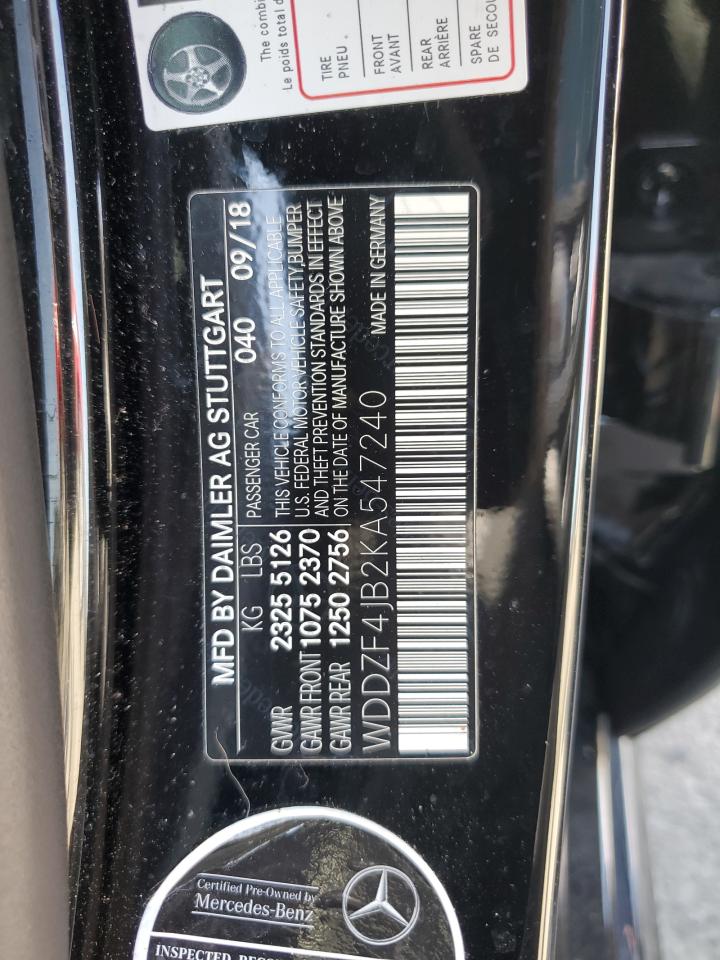 The combi
Le poids total d
TIRE
PNEU
FRONT
AVANT
REAR
ARRIÈRE
SPARE
DE SECOU
MFD BY DAIMLER AG STUTTGART
KG LBS PASSENGER CAR 040 09/18
GVWR 2325 5126 THIS VEHICLE CONFORMS TO ALL APPLICABLE
U.S. FEDERAL MOTOR VEHICLE SAFETY, BUMPER
GAWR FRONT 1075 2370 AND THEFT PREVENTION STANDARDS IN EFFECT
GAWR REAR 1250 2756 ON THE DATE OF MANUFACTURE SHOWN ABOVE
WDDZF4JB2KA547240 MADE IN GERMANY
Certified Pre-Owned by
Mercedes-Benz
INSPECTED